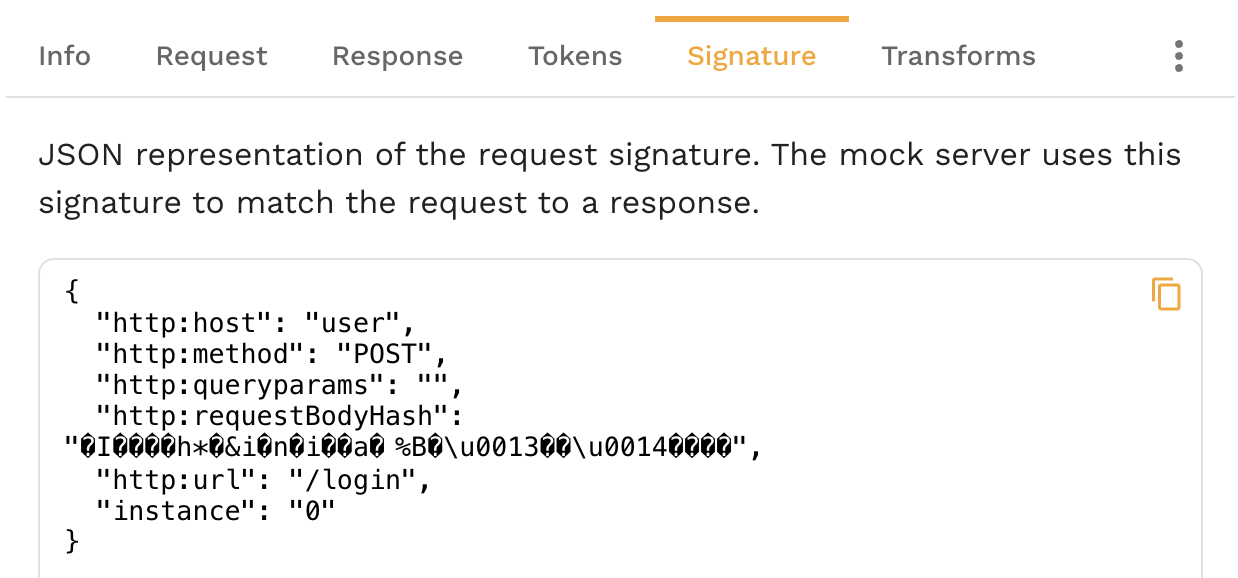 Info Request Response Tokens Signature Transforms
JSON representation of the request signature. The mock server uses this
signature to match the request to a response.
{
  "http:host": "user",
  "http:method": "POST",
  "http:queryparams": "",
  "http:requestBodyHash":
"�I����h*�&i�n�i��a� %B�\u0013��\u0014����",
  "http:url": "/login",
  "instance": "0"
}